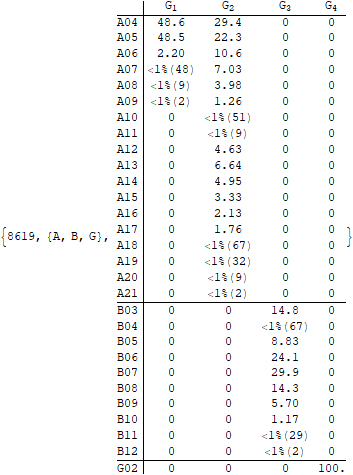 G1 G2 G3 G4
A04 48.6 29.4 0 0
A05 48.5 22.3 0 0
A06 2.20 10.6 0 0
A07 <1%(48) 7.03 0 0
A08 <1%(9) 3.98 0 0
A09 <1%(2) 1.26 0 0
A10 0 <1%(51) 0 0
A11 0 <1%(9) 0 0
A12 0 4.63 0 0
A13 0 6.64 0 0
A14 0 4.95 0 0
A15 0 3.33 0 0
A16 0 2.13 0 0
A17 0 1.76 0 0
{8619, {A, B, G}, A18 0 <1%(67) 0 0 }
A19 0 <1%(32) 0 0
A20 0 <1%(9) 0 0
A21 0 <1%(2) 0 0
B03 0 0 14.8 0
B04 0 0 <1%(67) 0
B05 0 0 8.83 0
B06 0 0 24.1 0
B07 0 0 29.9 0
B08 0 0 14.3 0
B09 0 0 5.70 0
B10 0 0 1.17 0
B11 0 0 <1%(29) 0
B12 0 0 <1%(2) 0
G02 0 0 0 100.